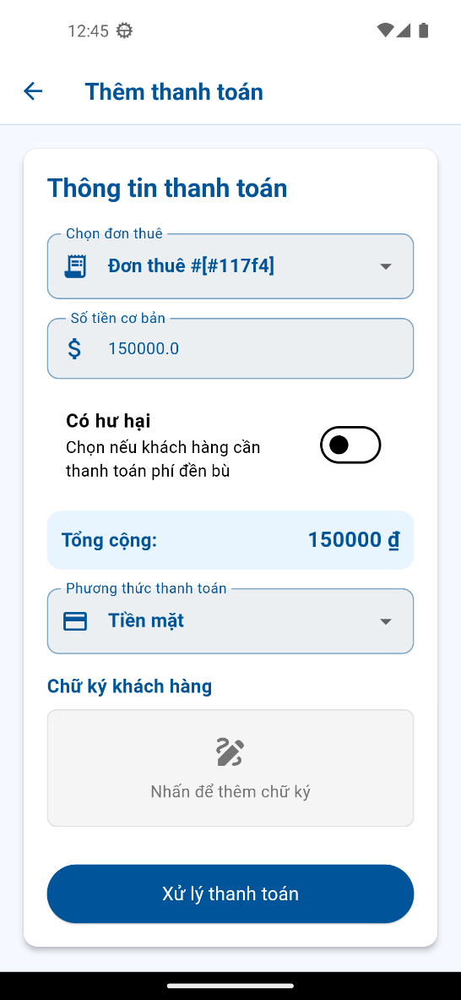 12:45
Thêm thanh toán
Thông tin thanh toán
Chọn đơn thuê
Đơn thuê #[#117f4]
Số tiền cơ bản
$ 150000.0
Có hư hại
Chọn nếu khách hàng cần
thanh toán phí đền bù
Tổng cộng: 150000 ₫
Phương thức thanh toán
Tiền mặt
Chữ ký khách hàng
Nhấn để thêm chữ ký
Xử lý thanh toán